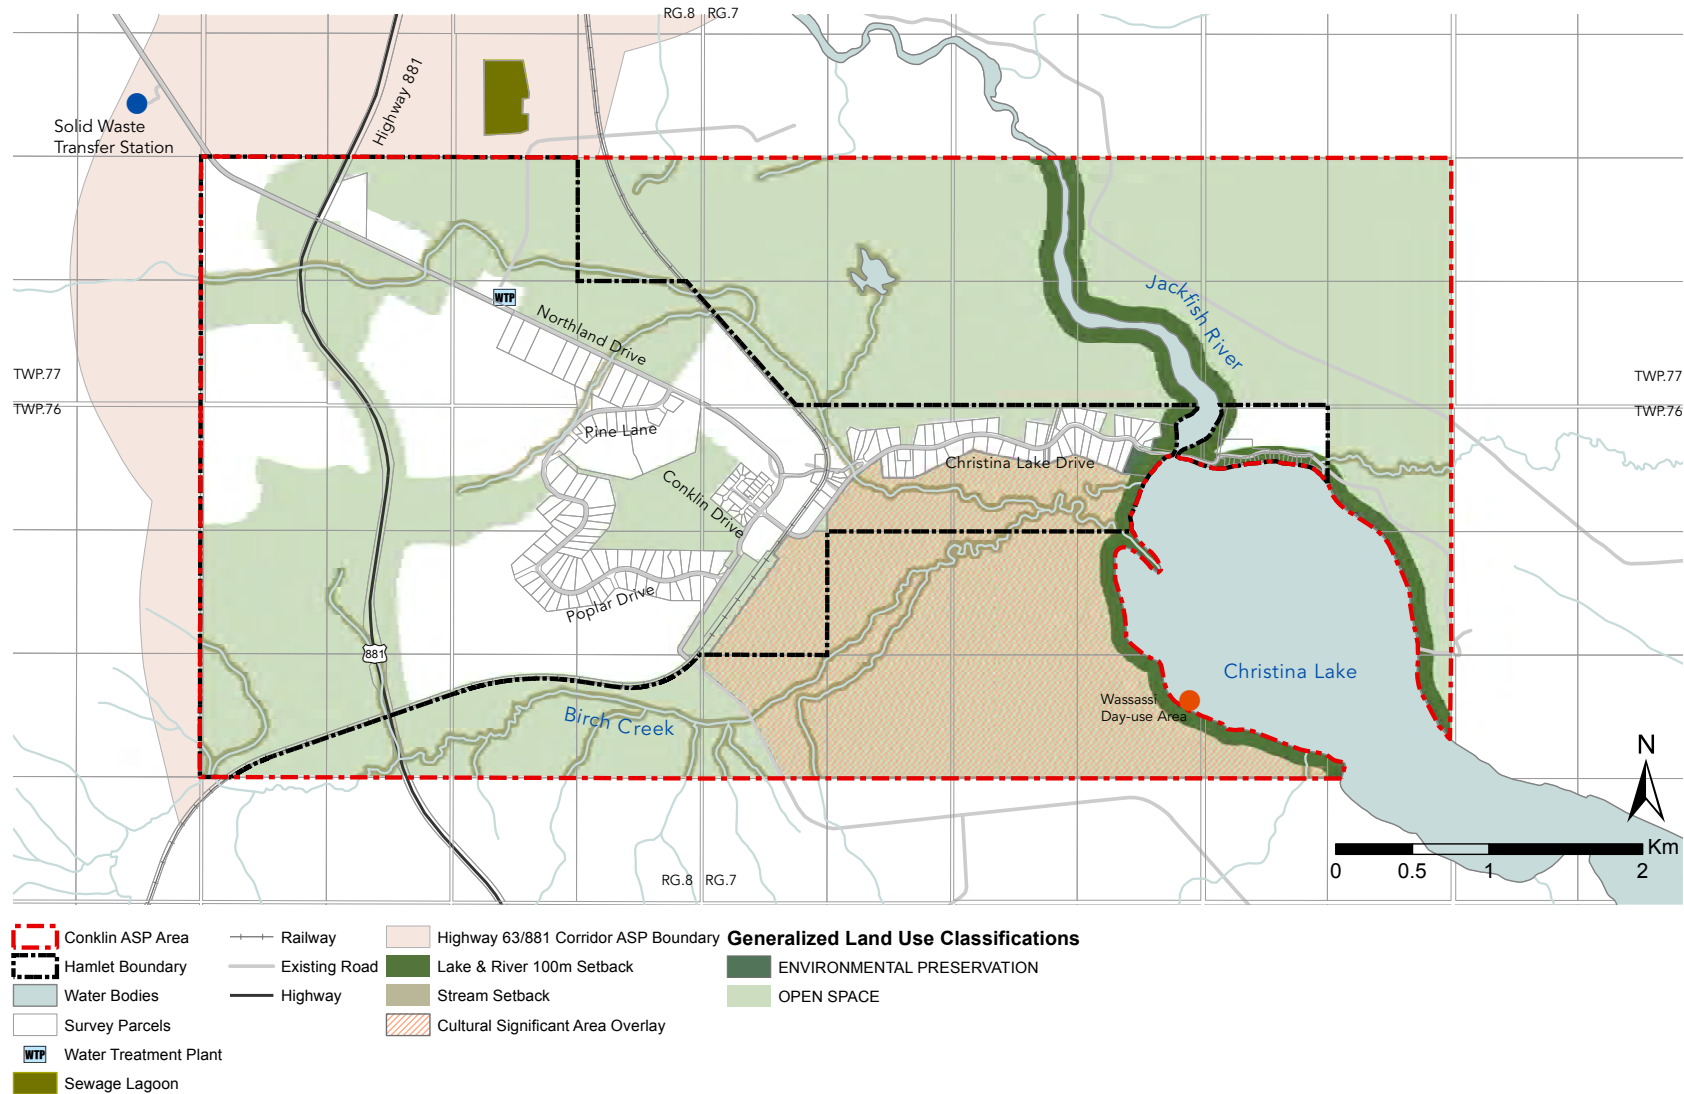 RG.8 RG.7
Highway 881
Solid Waste
Transfer Station
Jackfish River
WTP
Northland Drive
TWP.77
TWP.77
TWP.76
TWP.76
Pine Lane
Christina Lake Drive
Conklin Drive
Poplar Drive
881
Christina Lake
Wassassi
Day-use Area
Birch Creek
N
Km
0 0.5 1 2
RG.8 RG.7
Conklin ASP Area
Hamlet Boundary
Water Bodies
Survey Parcels
WTP Water Treatment Plant
Sewage Lagoon
Railway
Existing Road
Highway
Highway 63/881 Corridor ASP Boundary
Lake & River 100m Setback
Stream Setback
Cultural Significant Area Overlay
Generalized Land Use Classifications
ENVIRONMENTAL PRESERVATION
OPEN SPACE